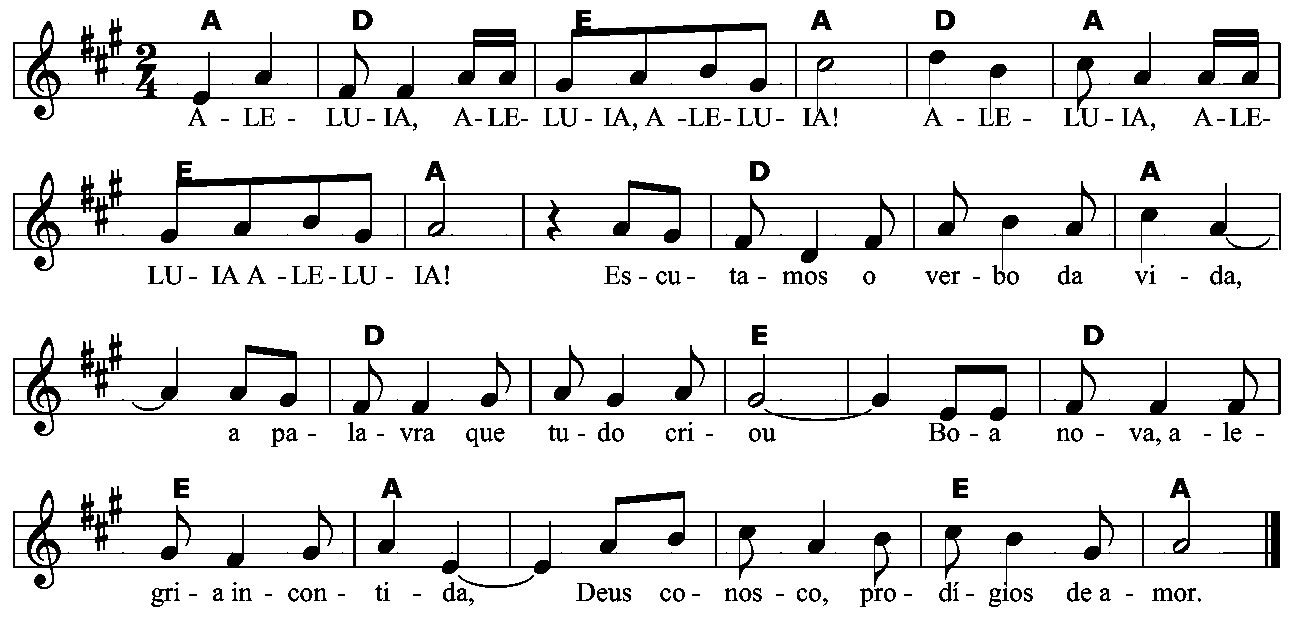 A D E A D A
2 4
A - LE - LU - IA, A-LE- LU - IA, A -LE- LU - IA! A - LE - LU - IA, A-LE-
E A D A
LU - IA A - LE - LU - IA! Es - cu - ta - mos o ver - bo da vi - da,
D E D
a pa - la - vra que tu - do cri - ou Bo - a no - va, a - le -
E A E A
gri - a in - con - ti - da, Deus co - nos - co, pro - dí - gios de a - mor.